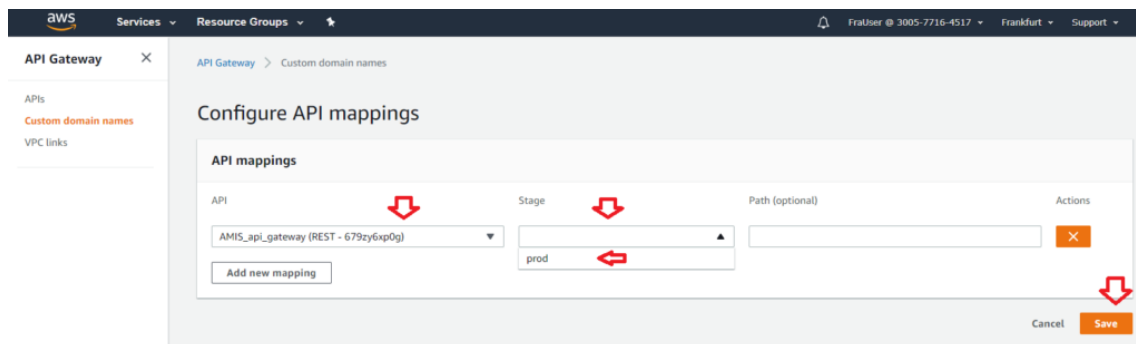 aws Services Resource Groups FraUser @ 3005-7716-4517 Frankfurt Support
API Gateway
API Gateway > Custom domain names
APIs
Custom domain names
VPC links
Configure API mappings
API mappings
API Stage Path (optional) Actions
AMIS_api_gateway (REST - 679zy6xp0g)
prod
Add new mapping
Cancel Save